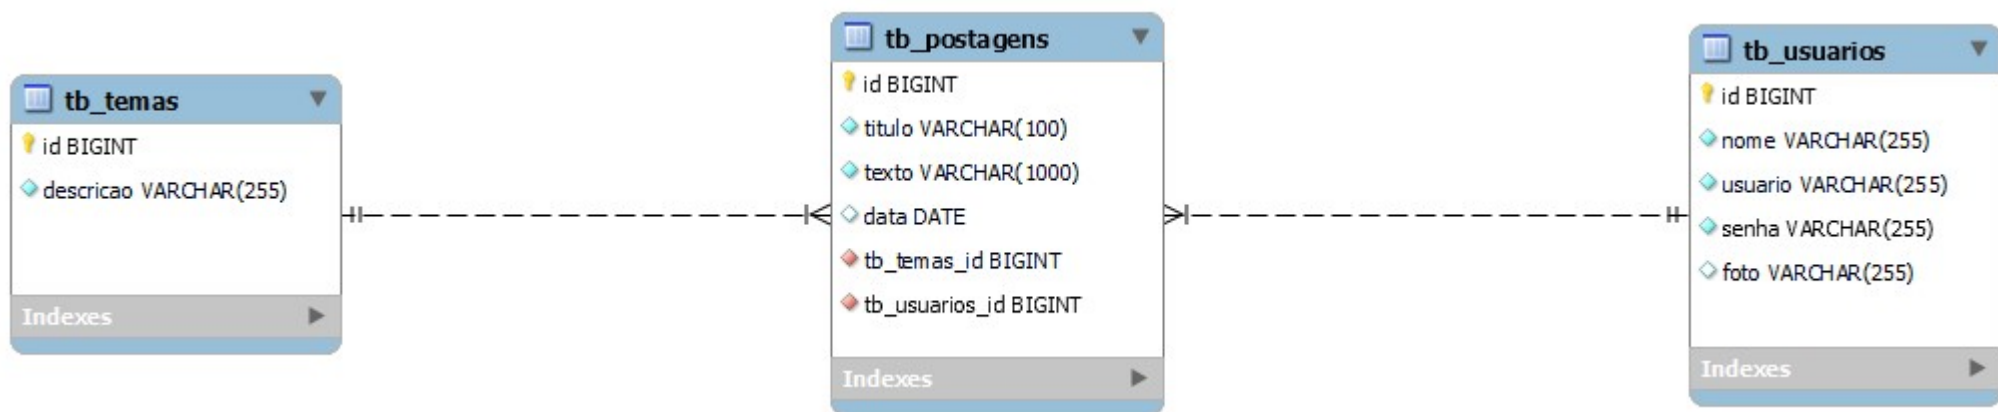 tb_temas
id BIGINT
descricao VARCHAR(255)
Indexes
tb_postagens
id BIGINT
titulo VARCHAR(100)
texto VARCHAR(1000)
data DATE
tb_temas_id BIGINT
tb_usuarios_id BIGINT
Indexes
tb_usuarios
id BIGINT
nome VARCHAR(255)
usuario VARCHAR(255)
senha VARCHAR(255)
foto VARCHAR(255)
Indexes